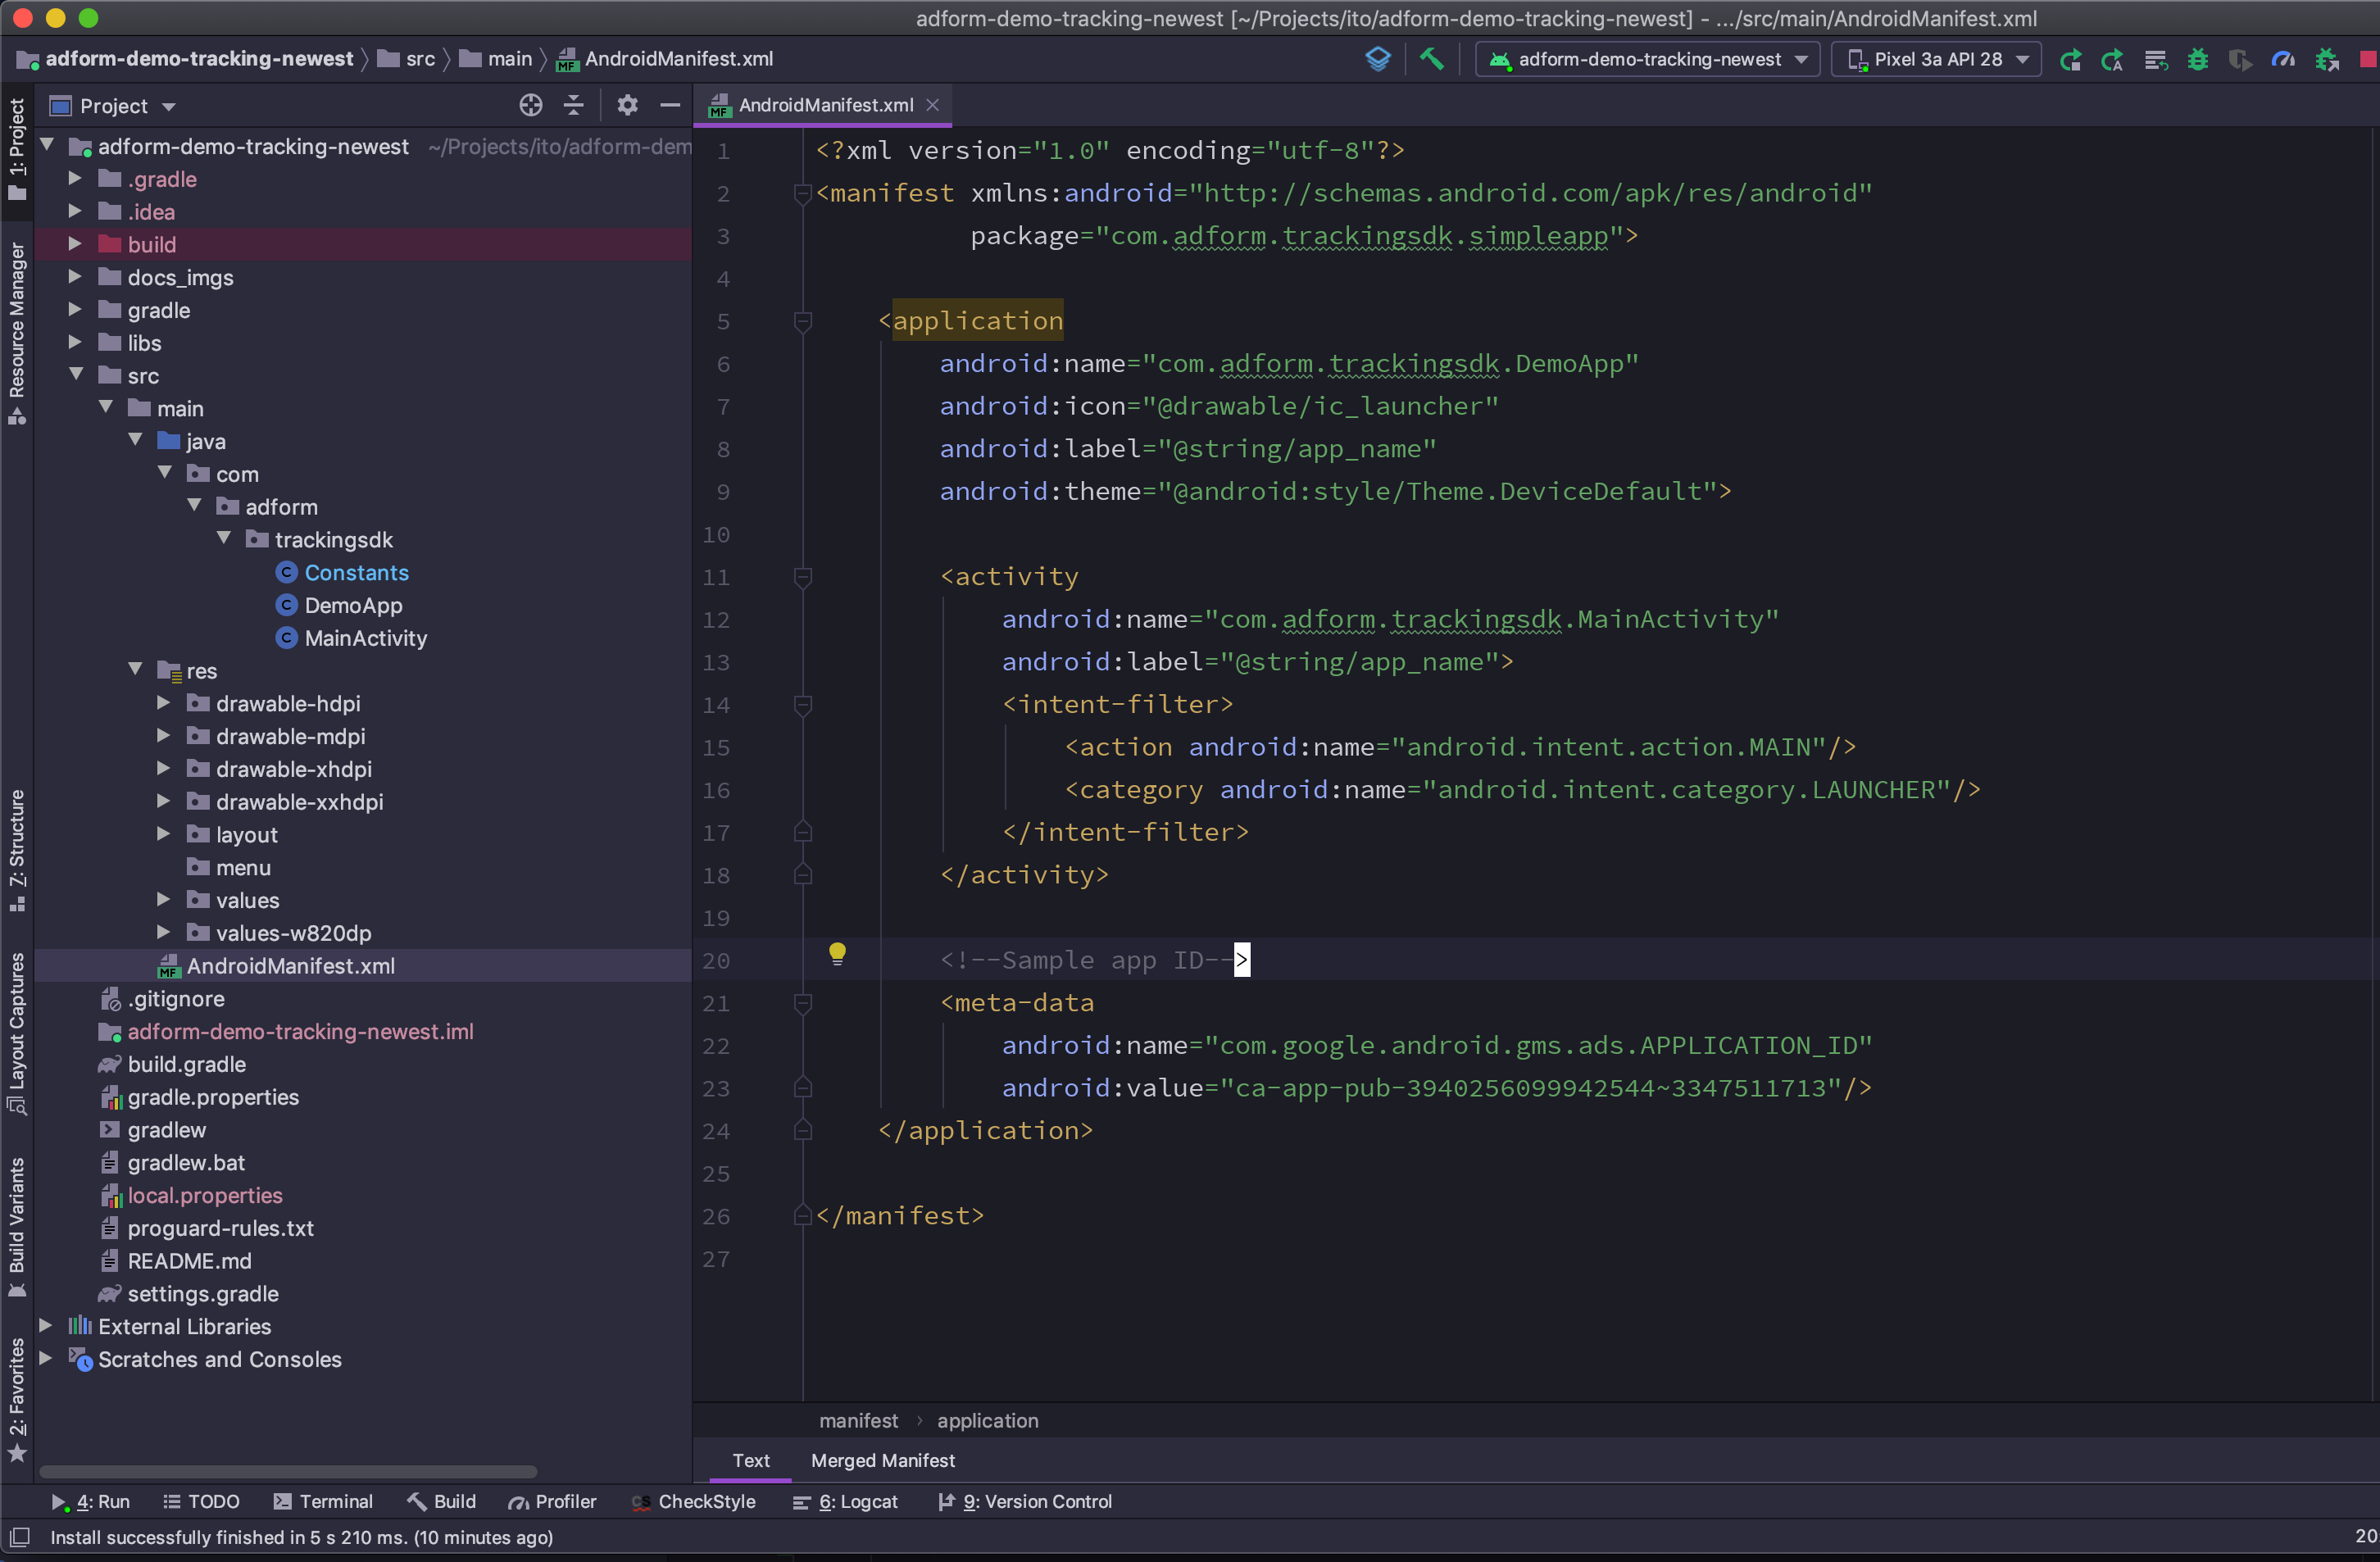 adform-demo-tracking-newest [~/Projects/ito/adform-demo-tracking-newest] - .../src/main/AndroidManifest.xml
adform-demo-tracking-newest src main AndroidManifest.xml
adform-demo-tracking-newest
Pixel 3a API 28
1: Project
Resource Manager
Z: Structure
Layout Captures
Build Variants
2: Favorites
Project
adform-demo-tracking-newest ~/Projects/ito/adform-dem
.gradle
.idea
build
docs_imgs
gradle
libs
src
main
java
com
adform
trackingsdk
Constants
DemoApp
MainActivity
res
drawable-hdpi
drawable-mdpi
drawable-xhdpi
drawable-xxhdpi
layout
menu
values
values-w820dp
AndroidManifest.xml
.gitignore
adform-demo-tracking-newest.iml
build.gradle
gradle.properties
gradlew
gradlew.bat
local.properties
proguard-rules.txt
README.md
settings.gradle
External Libraries
Scratches and Consoles
AndroidManifest.xml
1 <?xml version="1.0" encoding="utf-8"?>
2 <manifest xmlns:android="http://schemas.android.com/apk/res/android"
3 package="com.adform.trackingsdk.simpleapp">
4
5 <application
6 android:name="com.adform.trackingsdk.DemoApp"
7 android:icon="@drawable/ic_launcher"
8 android:label="@string/app_name"
9 android:theme="@android:style/Theme.DeviceDefault">
10
11 <activity
12 android:name="com.adform.trackingsdk.MainActivity"
13 android:label="@string/app_name">
14 <intent-filter>
15 <action android:name="android.intent.action.MAIN"/>
16 <category android:name="android.intent.category.LAUNCHER"/>
17 </intent-filter>
18 </activity>
19
20 <!--Sample app ID-->
21 <meta-data
22 android:name="com.google.android.gms.ads.APPLICATION_ID"
23 android:value="ca-app-pub-3940256099942544~3347511713"/>
24 </application>
25
26 </manifest>
27
manifest › application
Text Merged Manifest
4: Run TODO Terminal Build Profiler CheckStyle 6: Logcat 9: Version Control
Install successfully finished in 5 s 210 ms. (10 minutes ago)
20